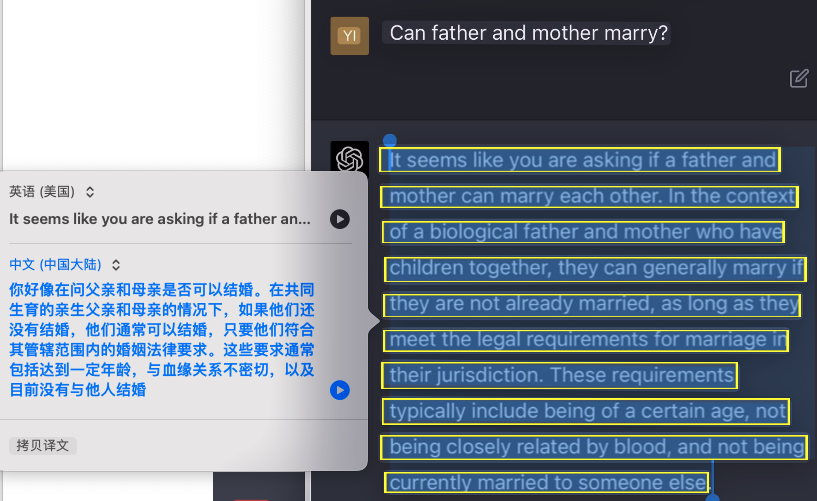 YI
Can father and mother marry?
It seems like you are asking if a father and
mother can marry each other. In the context
of a biological father and mother who have
children together, they can generally marry if
they are not already married, as long as they
meet the legal requirements for marriage in
their jurisdiction. These requirements
typically include being of a certain age, not
being closely related by blood, and not being
currently married to someone else.
英语 (美国)
It seems like you are asking if a father an...
中文 (中国大陆)
你好像在问父亲和母亲是否可以结婚。在共同
生育的亲生父亲和母亲的情况下，如果他们还
没有结婚，他们通常可以结婚，只要他们符合
其管辖范围内的婚姻法律要求。这些要求通常
包括达到一定年龄，与血缘关系不密切，以及
目前没有与他人结婚
拷贝译文